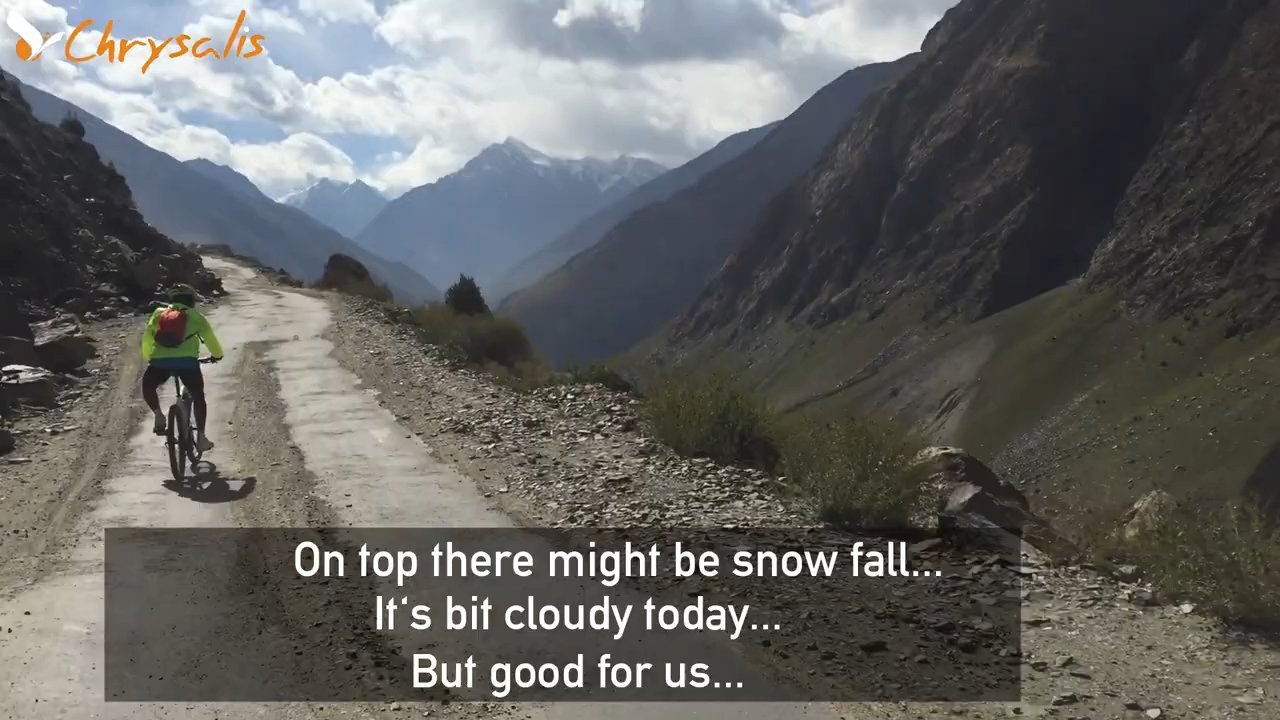 Chrysalis
On top there might be snow fall...
It's bit cloudy today...
But good for us...